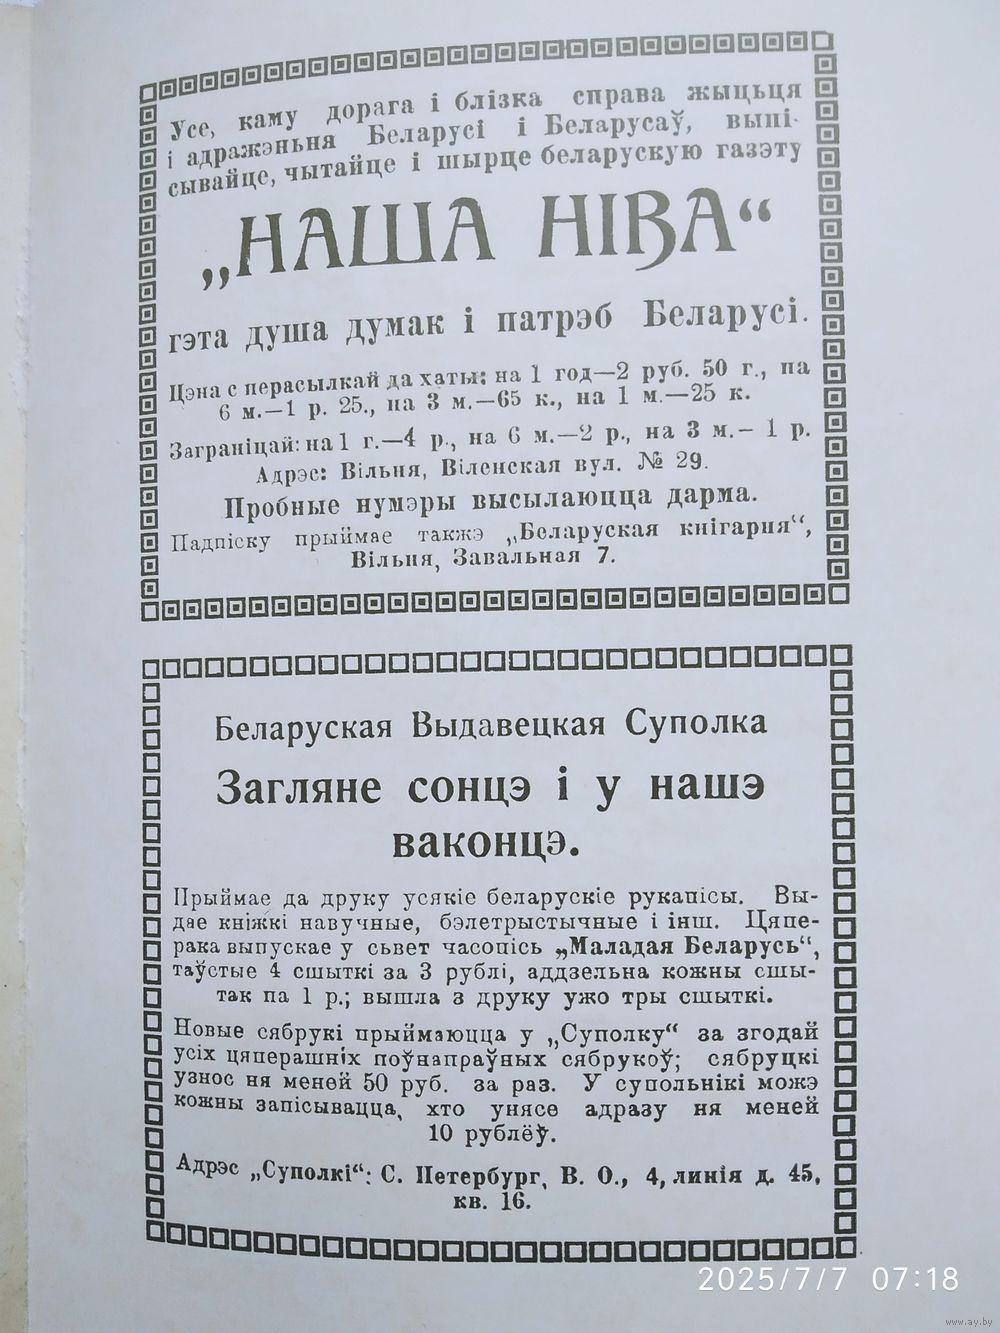 Усе, каму дорага і блізка справа жыцьця
і адражэньня Беларусі і Беларусаў, выпі-
сывайце, чытайце і шырце беларускую газэту
„НАША НІВА“
гэта душа думак і патрэб Беларусі.
Цэна с перасылкай да хаты: на 1 год—2 руб. 50 г., па
6 м.—1 р. 25., на 3 м.—65 к., на 1 м.—25 к.
Заграніцай: на 1 г.—4 р., на 6 м.—2 р., на 3 м.— 1 р.
Адрэс: Вільня, Віленская вул. № 29.
Пробные нумэры высылаюцца дарма.
Падпіску прыймае такжэ „Беларуская кнігарня“,
Вільня, Завальная 7.
Беларуская Выдавецкая Суполка
Загляне сонцэ і у нашэ
ваконцэ.
Прыймае да друку усякіе беларускіе рукапісы. Вы-
дае кніжкі навучные, бэлетрыстычные і інш. Цяпе-
рака выпускае у сьвет часопісь „Маладая Беларусь“,
таўстые 4 сшыткі за 3 рублі, аддзельна кожны сшы-
так па 1 р.; вышла з друку ужо тры сшыткі.
Новые сябрукі прыймаюцца у „Суполку“ за згодай
усіх цяперашніх поўнапраўных сябрукоў; сябруцкі
узнос ня меней 50 руб. за раз. У супольнікі можэ
кожны запісывацца, хто унясе адразу ня меней
10 рублёў.
Адрэс „Суполкі“: С. Петербург, В. О., 4, линія д. 45,
кв. 16.
2025/7/7 07:18
www.ay.by